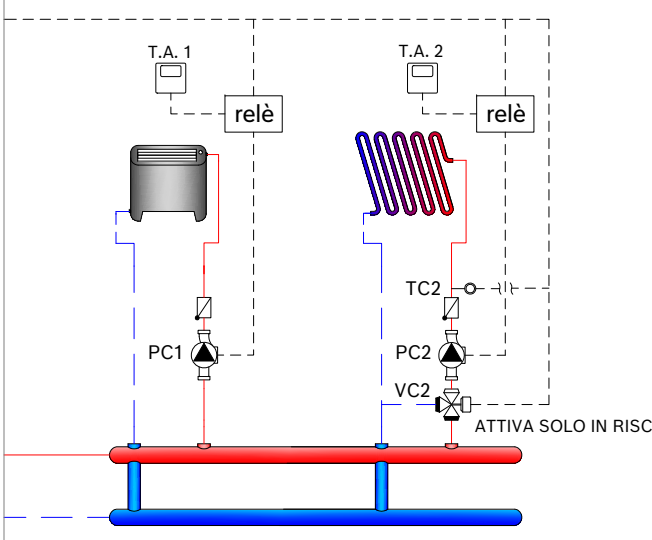 T.A. 1
T.A. 2
relè
relè
TC2
PC1
PC2
VC2
ATTIVA SOLO IN RISC